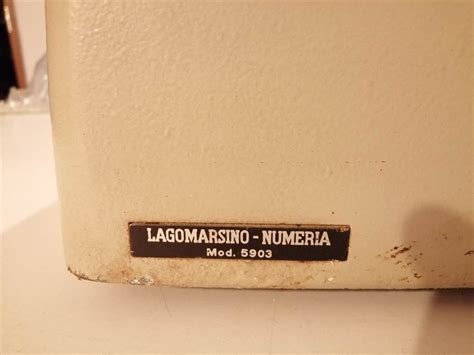 LAGOMARSINO - NUMERIA
Mod. 5903